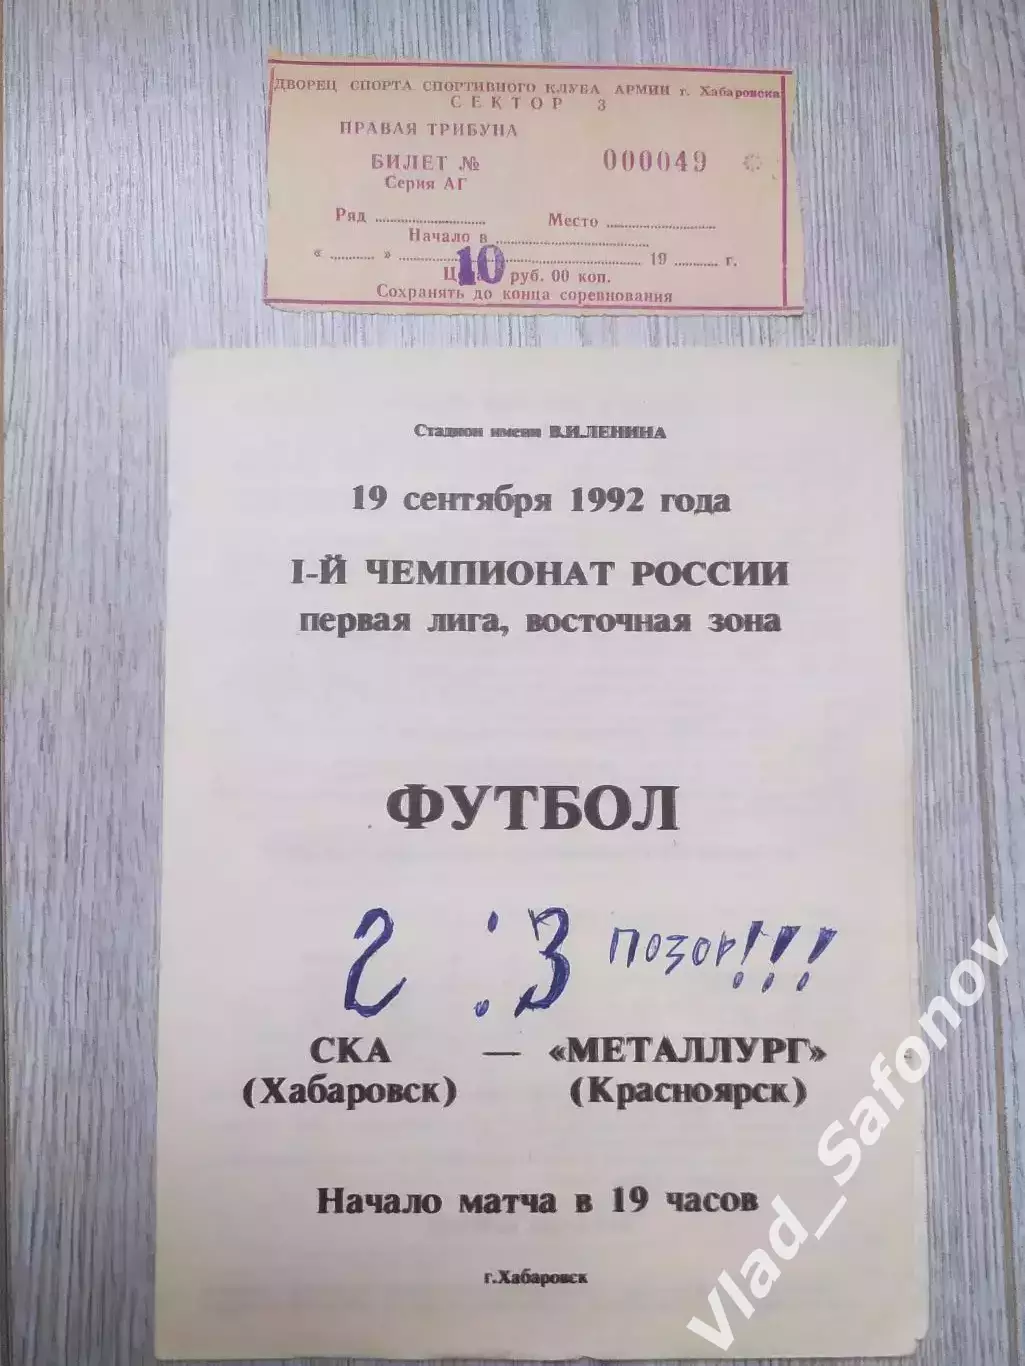 ДВОРЕЦ СПОРТА СПОРТИВНОГО КЛУБА АРМИИ г. Хабаровска
СЕКТОР 3
ПРАВАЯ ТРИБУНА
БИЛЕТ № 000049
Серия АГ
Ряд ............ Место ............
Начало в ............
« ........ » ............ 19 ........ г.
Цена 10 руб. 00 коп.
Сохранять до конца соревнования
Стадион имени В.И.ЛЕНИНА
19 сентября 1992 года
I-Й ЧЕМПИОНАТ РОССИИ
первая лига, восточная зона
ФУТБОЛ
2 : 3 ПОЗОР!!!
СКА — «МЕТАЛЛУРГ»
(Хабаровск) (Красноярск)
Начало матча в 19 часов
г.Хабаровск
Vlad_Safonov